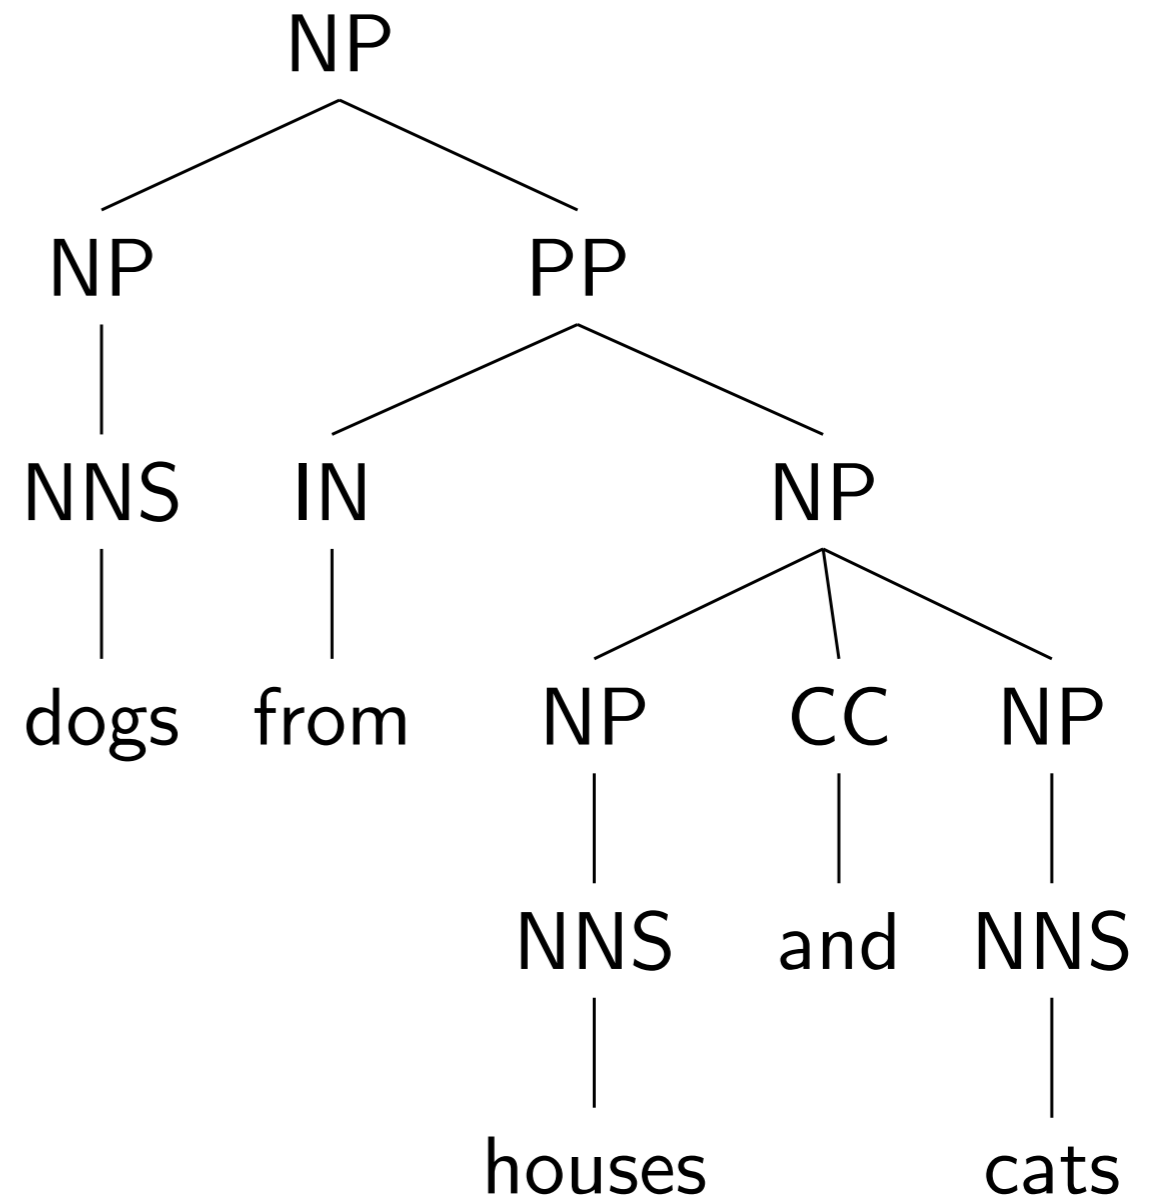 NP
NP PP
NNS IN NP
dogs from NP CC NP
NNS and NNS
houses cats